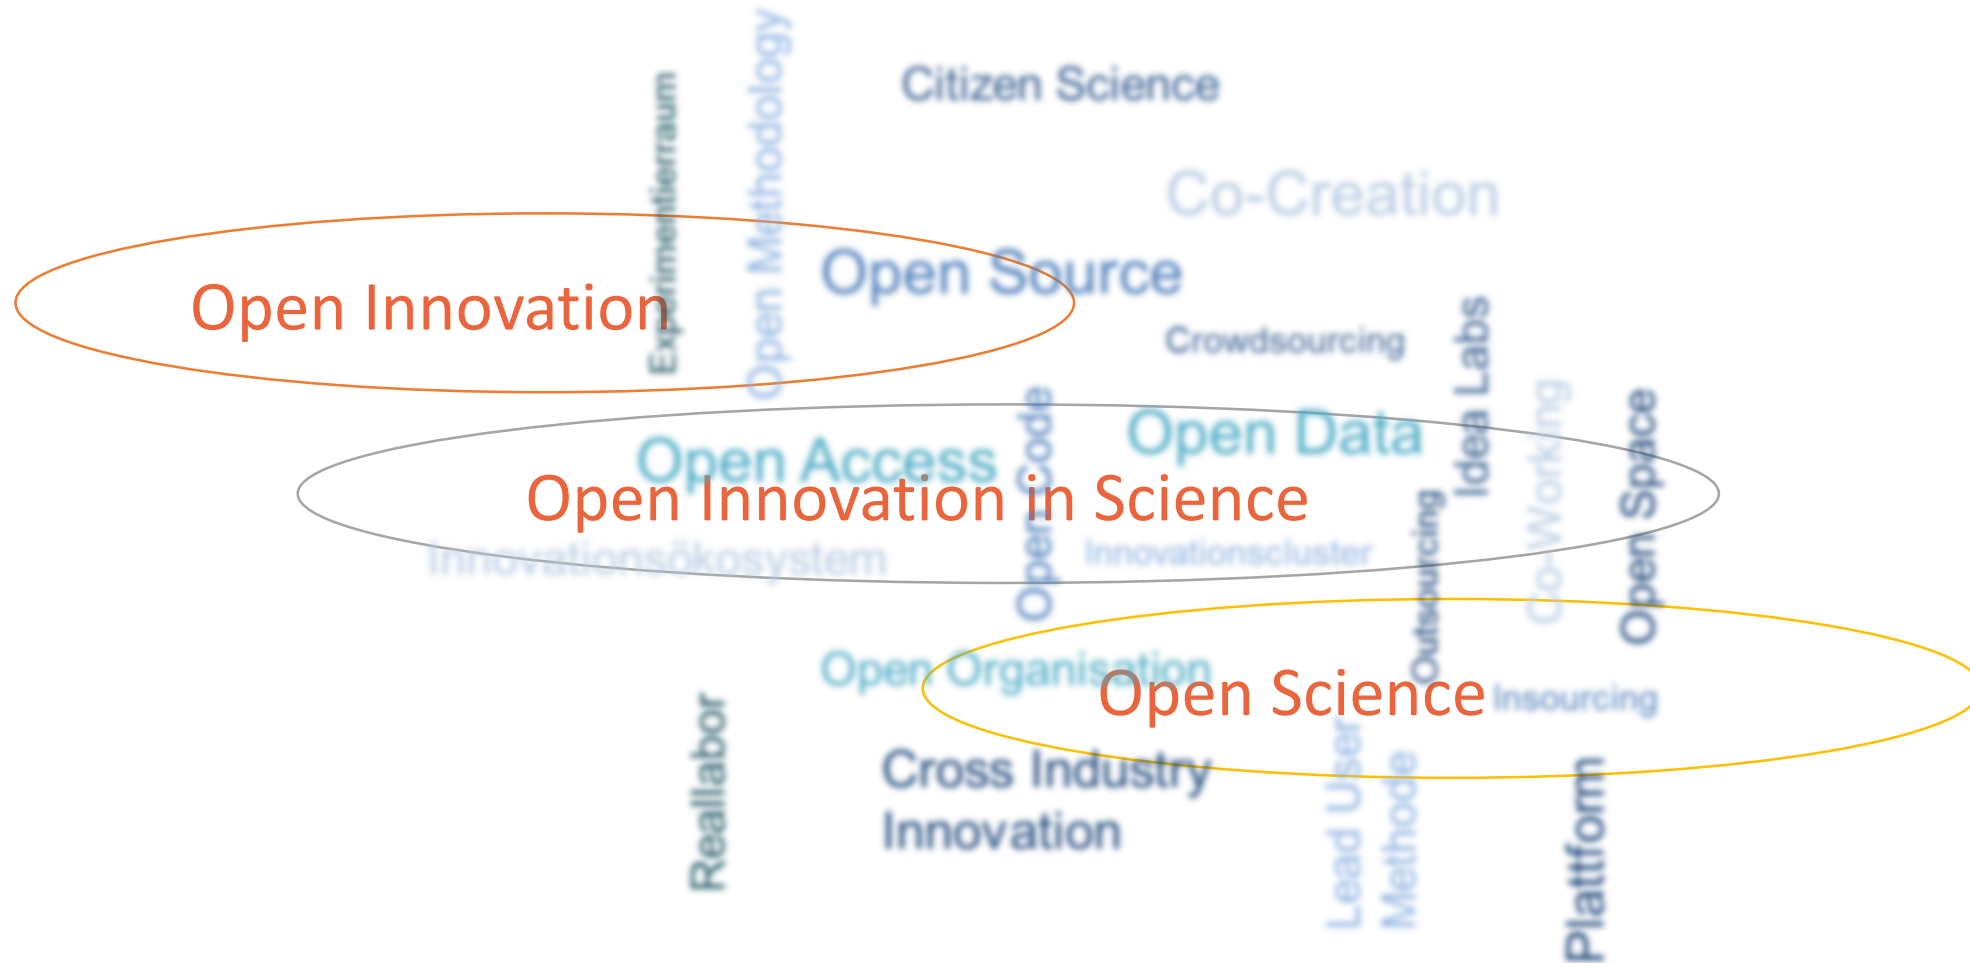 Citizen Science
Experimentierraum
Open Methodology
Co-Creation
Open Source
Open Innovation
Crowdsourcing
Idea Labs
Open Data
Open Access
Open Code
Co-Working
Open Space
Open Innovation in Science
Innovationsökosystem
Innovationscluster
Outsourcing
Open Organisation
Open Science
Insourcing
Reallabor
Cross Industry
Innovation
Lead User
Methode
Plattform